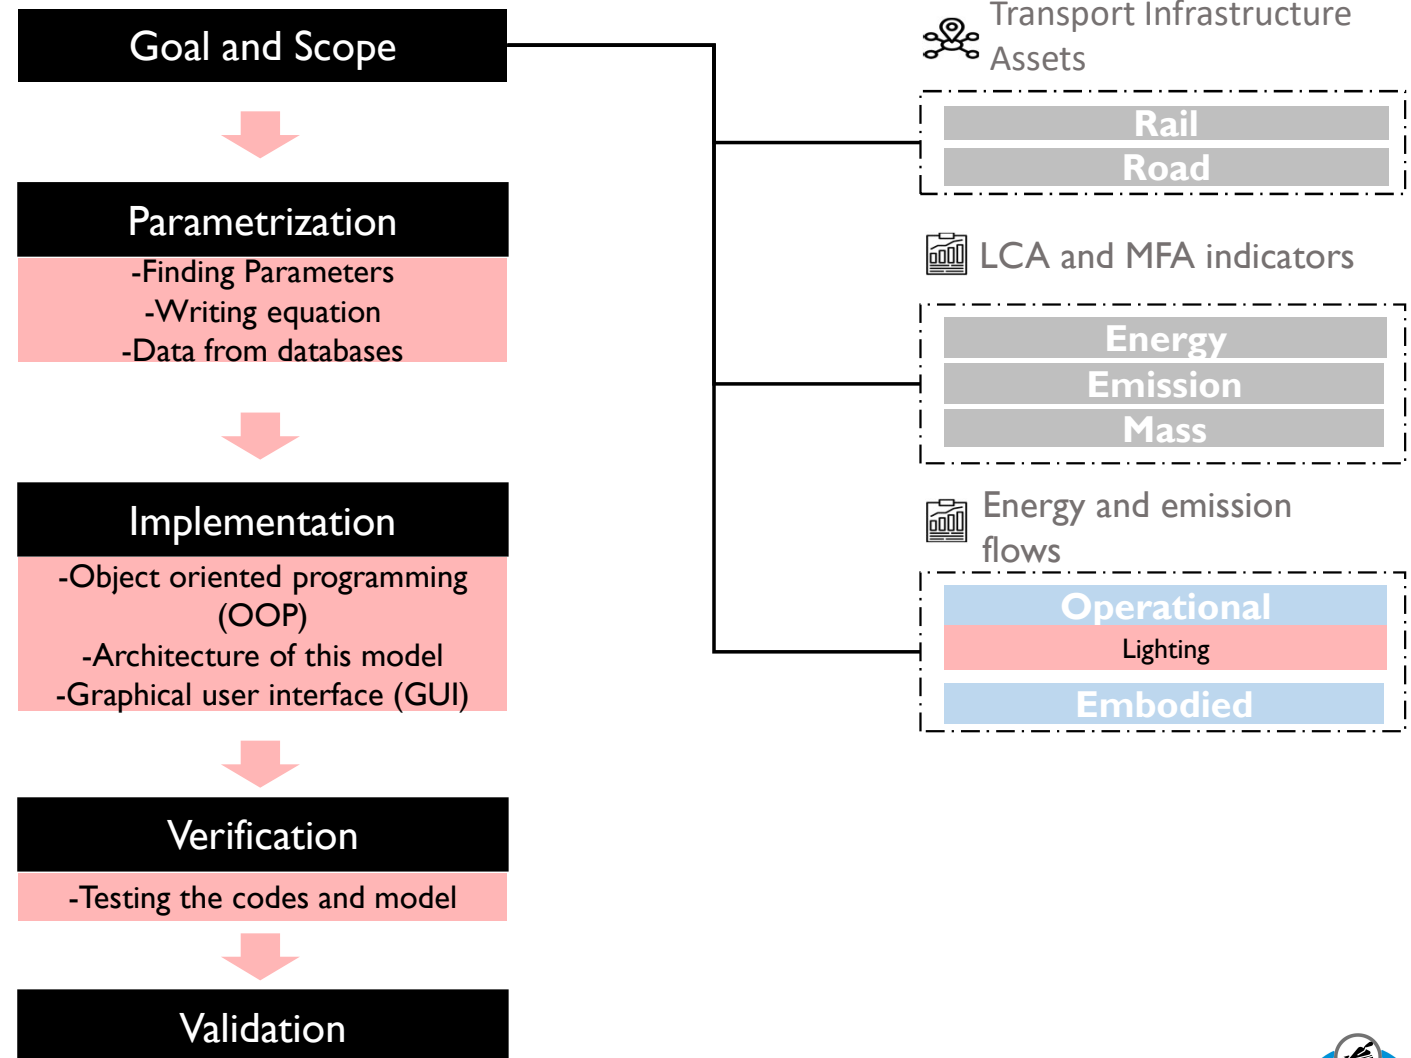 Goal and Scope
Parametrization
-Finding Parameters
-Writing equation
-Data from databases
Implementation
-Object oriented programming
(OOP)
-Architecture of this model
-Graphical user interface (GUI)
Verification
-Testing the codes and model
Validation
Transport Infrastructure
Assets
Rail
Road
LCA and MFA indicators
Energy
Emission
Mass
Energy and emission
flows
Operational
Lighting
Embodied